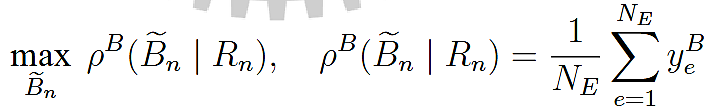 \max_{\widetilde{B}_n} \rho^B(\widetilde{B}_n \mid R_n), \quad \rho^B(\widetilde{B}_n \mid R_n) = \frac{1}{N_E} \sum_{e=1}^{N_E} y_e^B